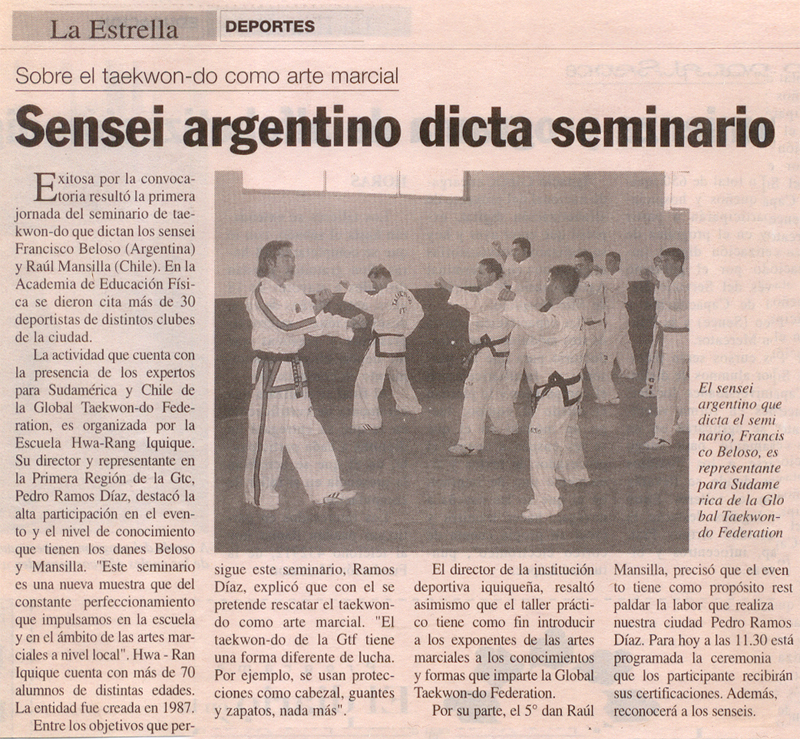 La Estrella
DEPORTES
Sobre el taekwon-do como arte marcial
Sensei argentino dicta seminario
Exitosa por la convoca-
toria resultó la primera
jornada del seminario de tae-
kwon-do que dictan los sensei
Francisco Beloso (Argentina)
y Raúl Mansilla (Chile). En la
Academia de Educación Físi-
ca se dieron cita más de 30
deportistas de distintos clubes
de la ciudad.
La actividad que cuenta con
la presencia de los expertos
para Sudamérica y Chile de
la Global Taekwon-do Fede-
ration, es organizada por la
Escuela Hwa-Rang Iquique.
Su director y representante en
la Primera Región de la Gtc,
Pedro Ramos Díaz, destacó la
alta participación en el even-
to y el nivel de conocimiento
que tienen los danes Beloso
y Mansilla. "Este seminario
es una nueva muestra que del
constante perfeccionamiento
que impulsamos en la escuela
y en el ámbito de las artes mar-
ciales a nivel local". Hwa - Ran
Iquique cuenta con más de 70
alumnos de distintas edades.
La entidad fue creada en 1987.
Entre los objetivos que per-
El sensei
argentino que
dicta el semi
nario, Francis
co Beloso, es
representante
para Sudame
rica de la Glo
bal Taekwon-
do Federation
sigue este seminario, Ramos
Díaz, explicó que con el se
pretende rescatar el taekwon-
do como arte marcial. "El
taekwon-do de la Gtf tiene
una forma diferente de lucha.
Por ejemplo, se usan protec-
ciones como cabezal, guantes
y zapatos, nada más".
El director de la institución
deportiva iquiqueña, resaltó
asimismo que el taller prácti-
co tiene como fin introducir
a los exponentes de las artes
marciales a los conocimientos
y formas que imparte la Global
Taekwon-do Federation.
Por su parte, el 5° dan Raúl
Mansilla, precisó que el even
to tiene como propósito rest
paldar la labor que realiza
nuestra ciudad Pedro Ramos
Díaz. Para hoy a las 11.30 está
programada la ceremonia
que los participante recibirán
sus certificaciones. Además,
reconocerá a los senseis.